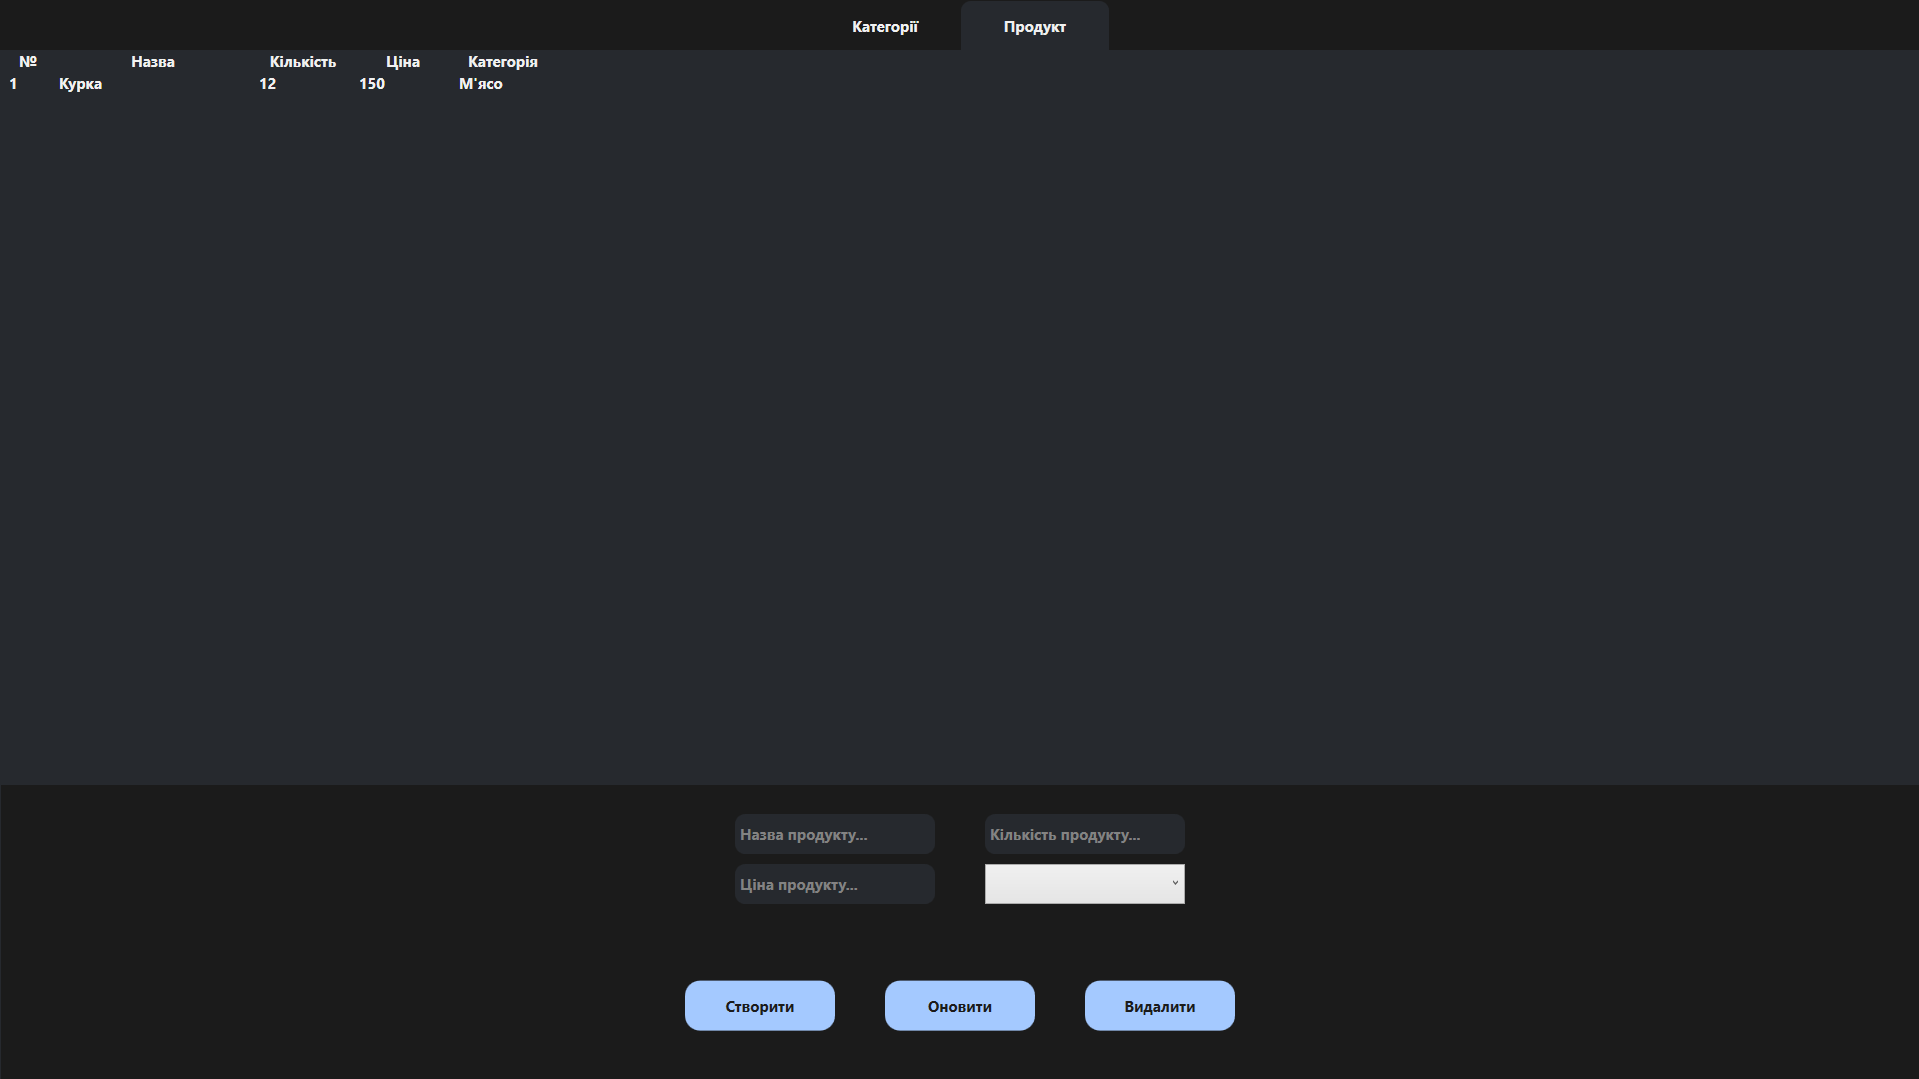 Категорії Продукт
№ Назва Кількість Ціна Категорія
1 Курка 12 150 М'ясо
Назва продукту... Кількість продукту...
Ціна продукту...
Створити Оновити Видалити